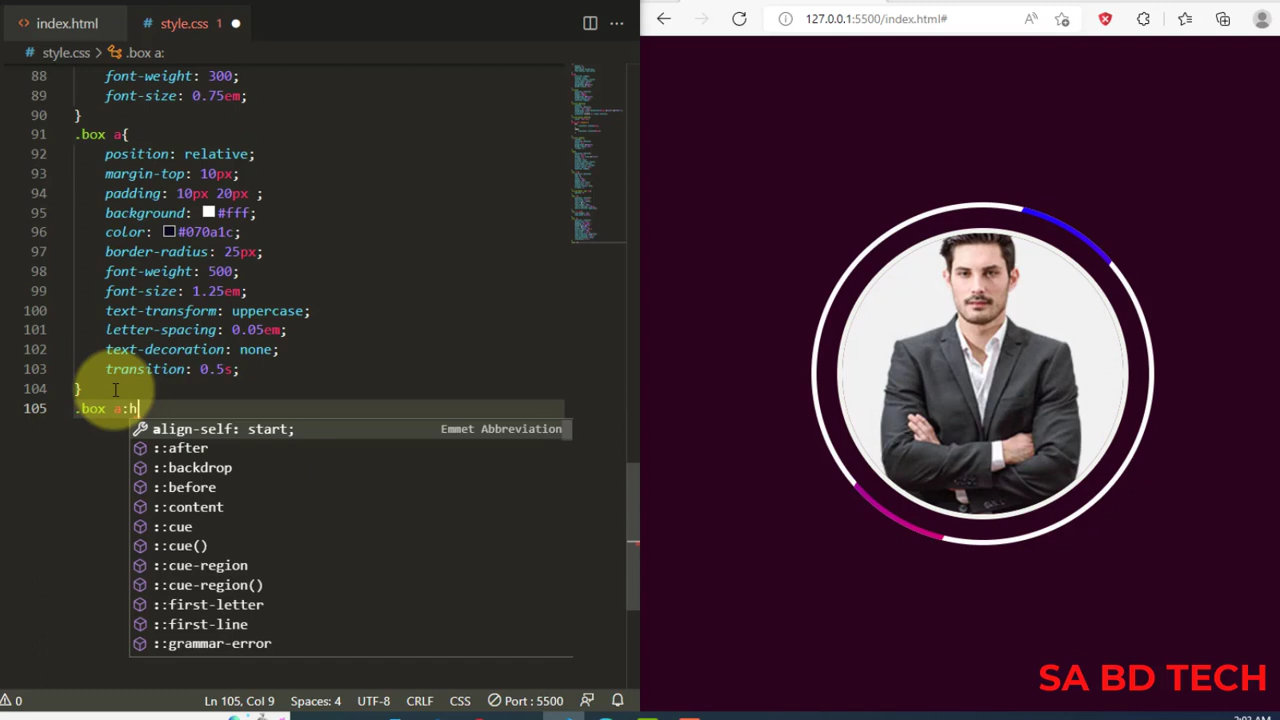 index.html
style.css 1
127.0.0.1:5500/index.html#
style.css > .box a:
88 font-weight: 300;
89 font-size: 0.75em;
90 }
91 .box a{
92 position: relative;
93 margin-top: 10px;
94 padding: 10px 20px ;
95 background: #fff;
96 color: #070a1c;
97 border-radius: 25px;
98 font-weight: 500;
99 font-size: 1.25em;
100 text-transform: uppercase;
101 letter-spacing: 0.05em;
102 text-decoration: none;
103 transition: 0.5s;
104 }
105 .box a:h
align-self: start; Emmet Abbreviation
::after
::backdrop
::before
::content
::cue
::cue()
::cue-region
::cue-region()
::first-letter
::first-line
::grammar-error
SA BD TECH
0 Ln 105, Col 9 Spaces: 4 UTF-8 CRLF CSS Port : 5500